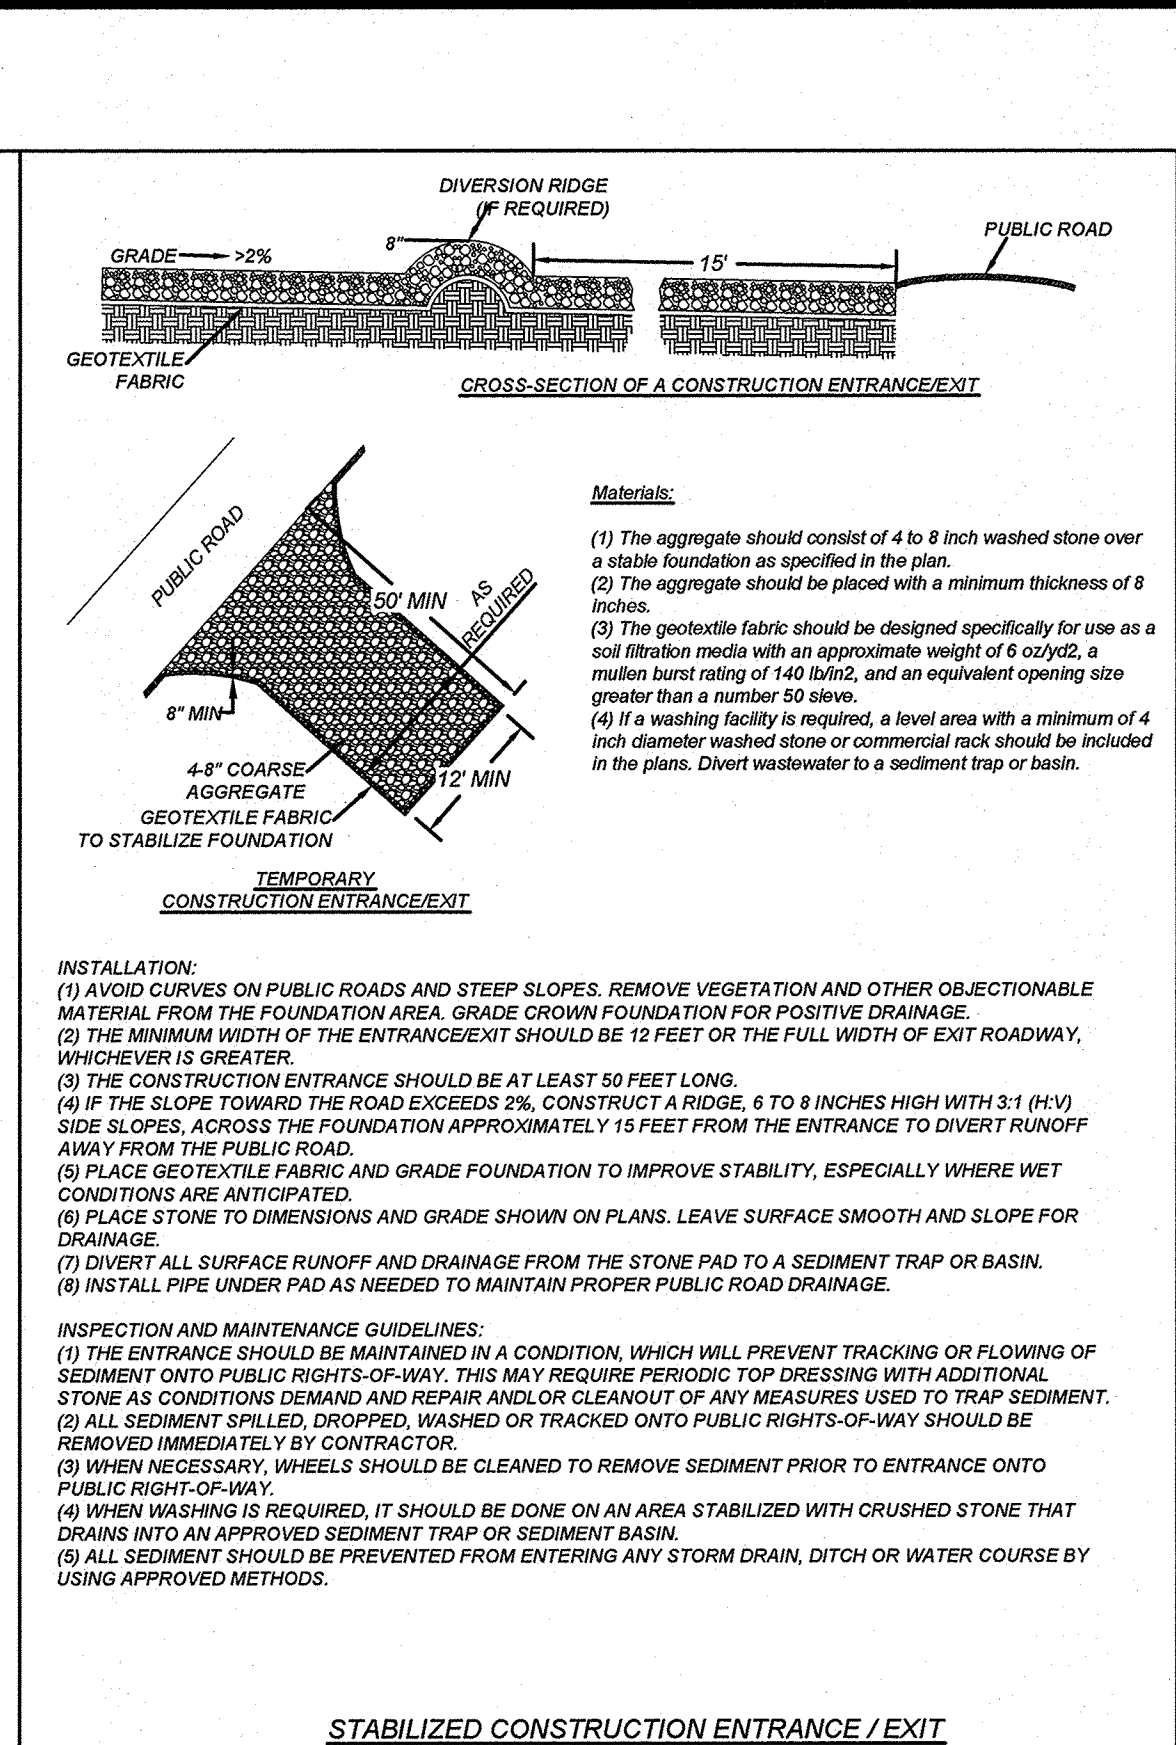 DIVERSION RIDGE
(IF REQUIRED)
8"
PUBLIC ROAD
GRADE >2%
15'
GEOTEXTILE
FABRIC
CROSS-SECTION OF A CONSTRUCTION ENTRANCE/EXIT
PUBLIC ROAD
50' MIN
AS
REQUIRED
8" MIN
4-8" COARSE
AGGREGATE
12' MIN
GEOTEXTILE FABRIC
TO STABILIZE FOUNDATION
TEMPORARY
CONSTRUCTION ENTRANCE/EXIT
Materials:
(1) The aggregate should consist of 4 to 8 inch washed stone over
a stable foundation as specified in the plan.
(2) The aggregate should be placed with a minimum thickness of 8
inches.
(3) The geotextile fabric should be designed specifically for use as a
soil filtration media with an approximate weight of 6 oz/yd2, a
mullen burst rating of 140 lb/in2, and an equivalent opening size
greater than a number 50 sieve.
(4) If a washing facility is required, a level area with a minimum of 4
inch diameter washed stone or commercial rack should be included
in the plans. Divert wastewater to a sediment trap or basin.
INSTALLATION:
(1) AVOID CURVES ON PUBLIC ROADS AND STEEP SLOPES. REMOVE VEGETATION AND OTHER OBJECTIONABLE
MATERIAL FROM THE FOUNDATION AREA. GRADE CROWN FOUNDATION FOR POSITIVE DRAINAGE.
(2) THE MINIMUM WIDTH OF THE ENTRANCE/EXIT SHOULD BE 12 FEET OR THE FULL WIDTH OF EXIT ROADWAY,
WHICHEVER IS GREATER.
(3) THE CONSTRUCTION ENTRANCE SHOULD BE AT LEAST 50 FEET LONG.
(4) IF THE SLOPE TOWARD THE ROAD EXCEEDS 2%, CONSTRUCT A RIDGE, 6 TO 8 INCHES HIGH WITH 3:1 (H:V)
SIDE SLOPES, ACROSS THE FOUNDATION APPROXIMATELY 15 FEET FROM THE ENTRANCE TO DIVERT RUNOFF
AWAY FROM THE PUBLIC ROAD.
(5) PLACE GEOTEXTILE FABRIC AND GRADE FOUNDATION TO IMPROVE STABILITY, ESPECIALLY WHERE WET
CONDITIONS ARE ANTICIPATED.
(6) PLACE STONE TO DIMENSIONS AND GRADE SHOWN ON PLANS. LEAVE SURFACE SMOOTH AND SLOPE FOR
DRAINAGE.
(7) DIVERT ALL SURFACE RUNOFF AND DRAINAGE FROM THE STONE PAD TO A SEDIMENT TRAP OR BASIN.
(8) INSTALL PIPE UNDER PAD AS NEEDED TO MAINTAIN PROPER PUBLIC ROAD DRAINAGE.
INSPECTION AND MAINTENANCE GUIDELINES:
(1) THE ENTRANCE SHOULD BE MAINTAINED IN A CONDITION, WHICH WILL PREVENT TRACKING OR FLOWING OF
SEDIMENT ONTO PUBLIC RIGHTS-OF-WAY. THIS MAY REQUIRE PERIODIC TOP DRESSING WITH ADDITIONAL
STONE AS CONDITIONS DEMAND AND REPAIR ANDLOR CLEANOUT OF ANY MEASURES USED TO TRAP SEDIMENT.
(2) ALL SEDIMENT SPILLED, DROPPED, WASHED OR TRACKED ONTO PUBLIC RIGHTS-OF-WAY SHOULD BE
REMOVED IMMEDIATELY BY CONTRACTOR.
(3) WHEN NECESSARY, WHEELS SHOULD BE CLEANED TO REMOVE SEDIMENT PRIOR TO ENTRANCE ONTO
PUBLIC RIGHT-OF-WAY.
(4) WHEN WASHING IS REQUIRED, IT SHOULD BE DONE ON AN AREA STABILIZED WITH CRUSHED STONE THAT
DRAINS INTO AN APPROVED SEDIMENT TRAP OR SEDIMENT BASIN.
(5) ALL SEDIMENT SHOULD BE PREVENTED FROM ENTERING ANY STORM DRAIN, DITCH OR WATER COURSE BY
USING APPROVED METHODS.
STABILIZED CONSTRUCTION ENTRANCE / EXIT